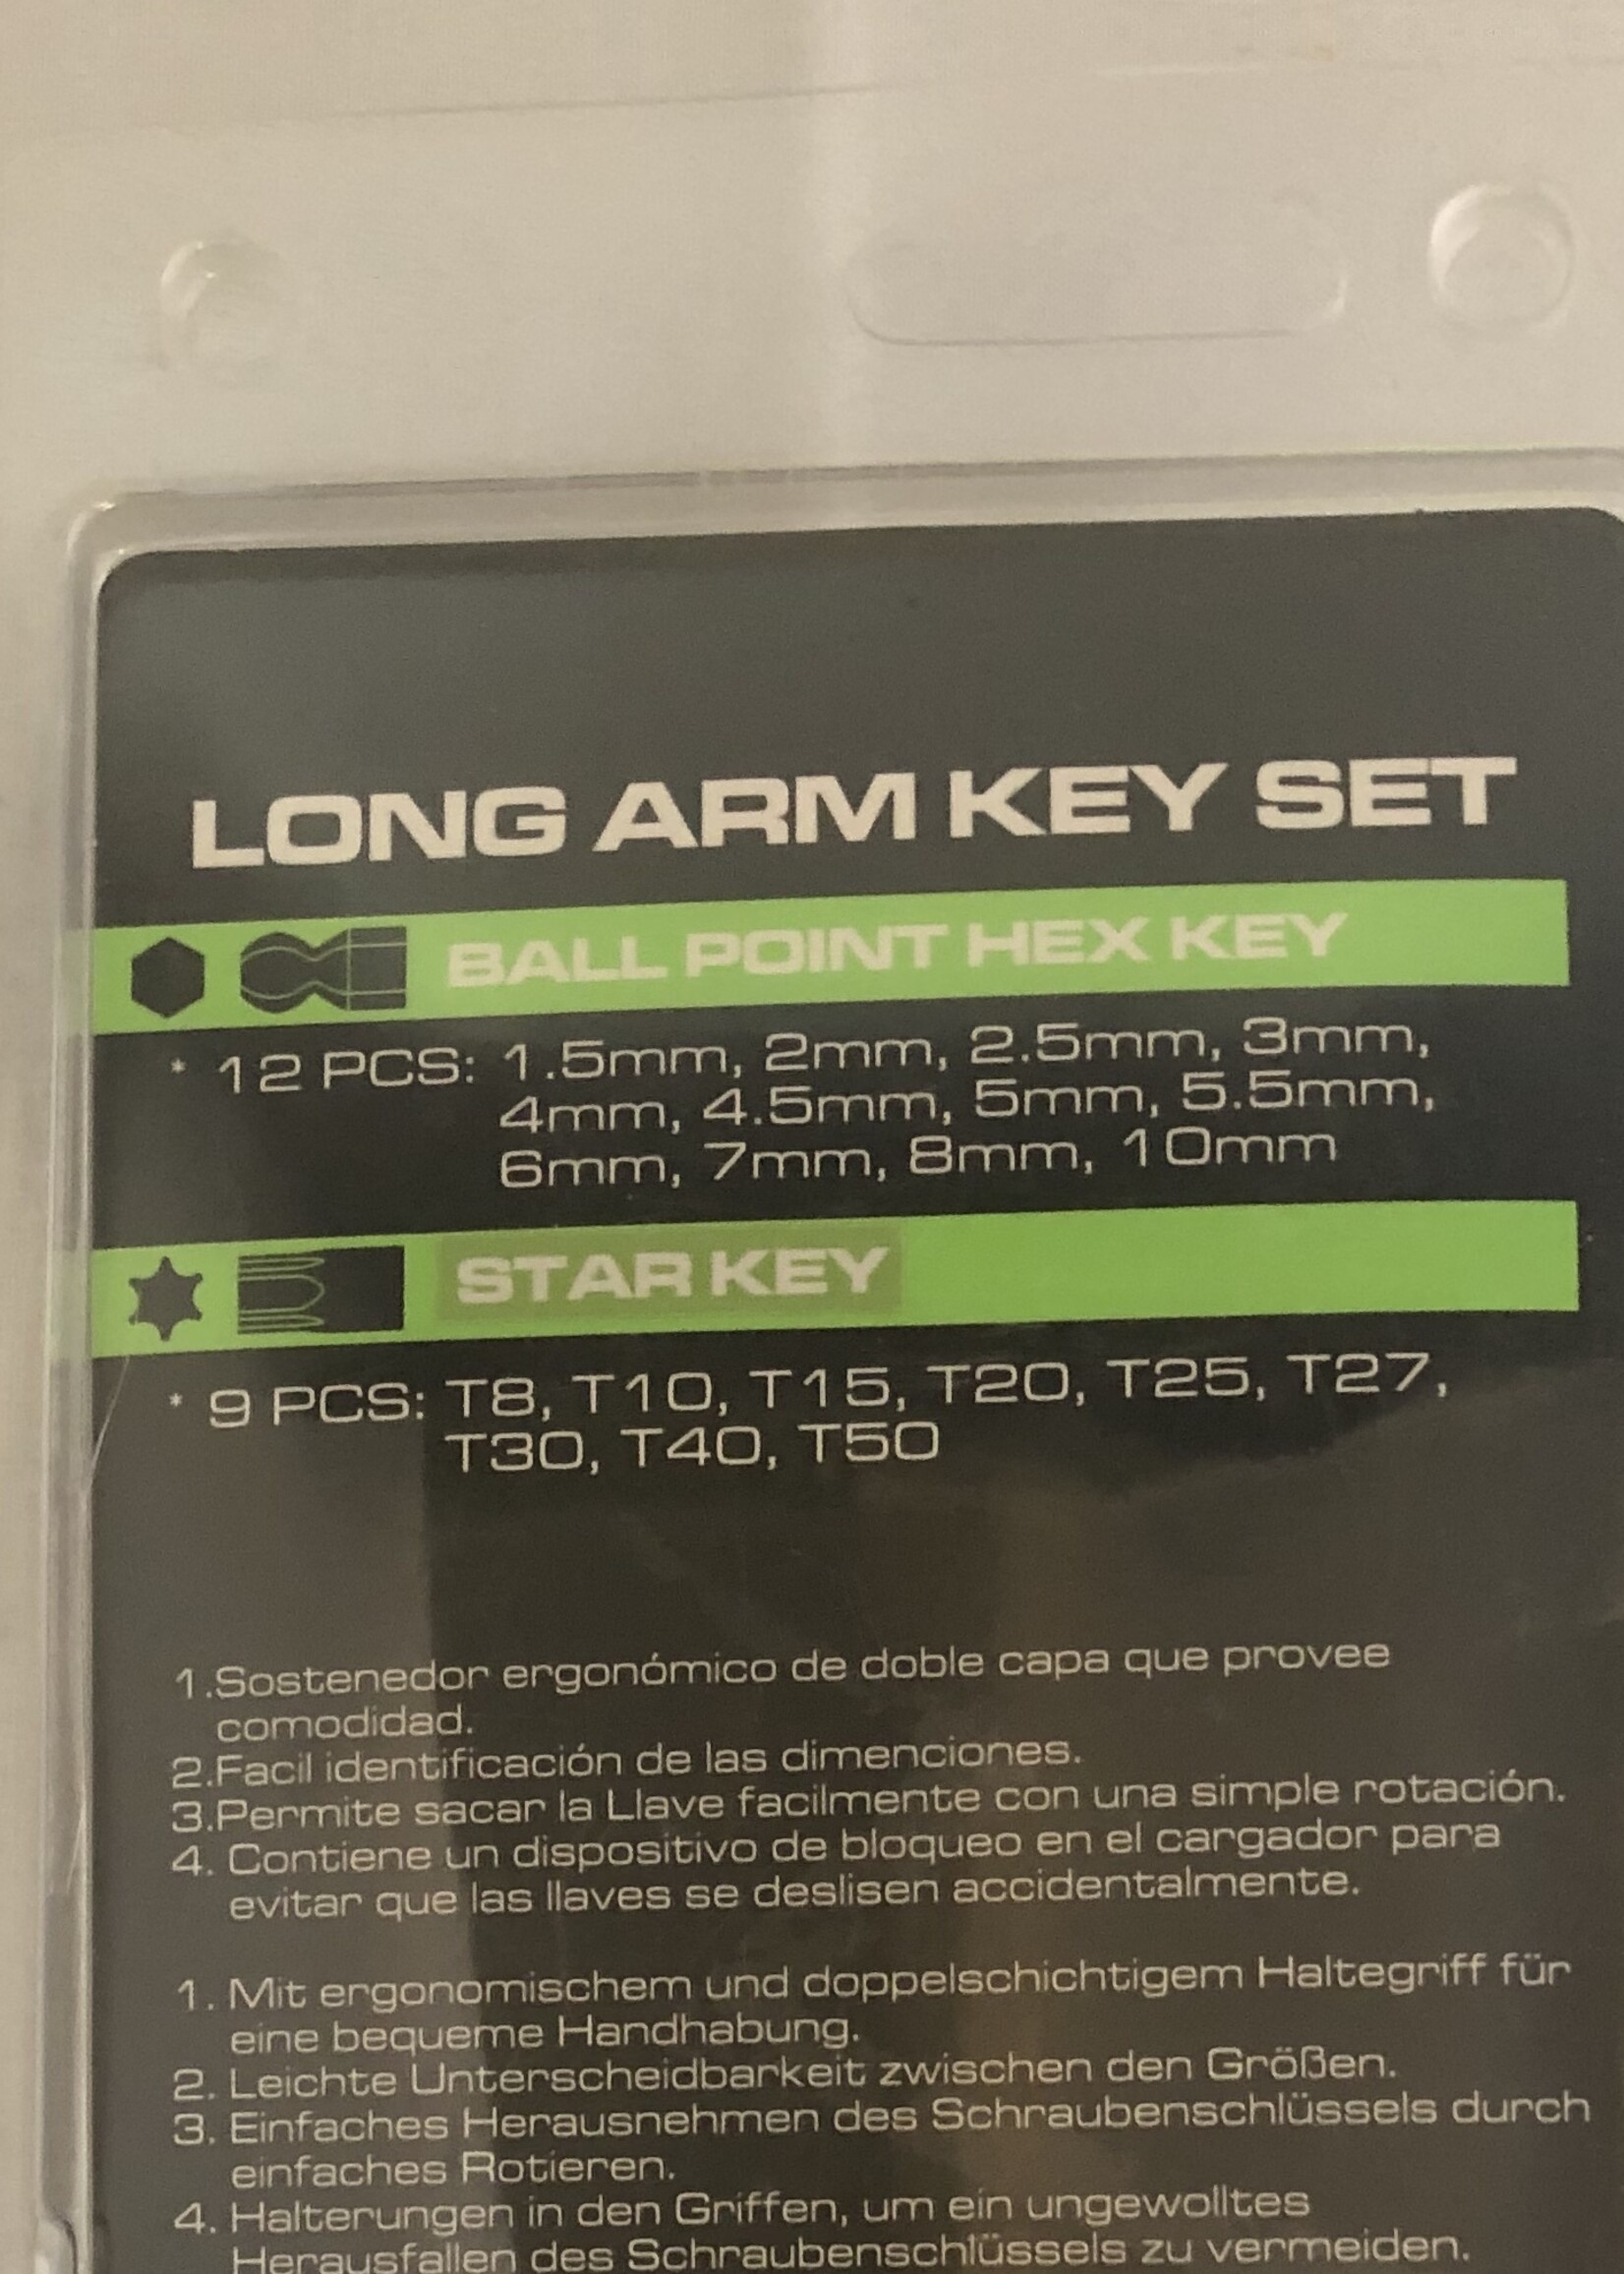 LONG ARM KEY SET
BALL POINT HEX KEY
* 12 PCS: 1.5mm, 2mm, 2.5mm, 3mm,
4mm, 4.5mm, 5mm, 5.5mm,
6mm, 7mm, 8mm, 10mm
STAR KEY
* 9 PCS: T8, T10, T15, T20, T25, T27,
T30, T40, T50
1.Sostenedor ergonómico de doble capa que provee
comodidad.
2.Facil identificación de las dimenciones.
3.Permite sacar la Llave facilmente con una simple rotación.
4. Contiene un dispositivo de bloqueo en el cargador para
evitar que las llaves se deslisen accidentalmente.
1. Mit ergonomischem und doppelschichtigem Haltegriff für
eine bequeme Handhabung.
2. Leichte Unterscheidbarkeit zwischen den Größen.
3. Einfaches Herausnehmen des Schraubenschlüssels durch
einfaches Rotieren.
4. Halterungen in den Griffen, um ein ungewolltes
Herausfallen des Schraubenschlüssels zu vermeiden.